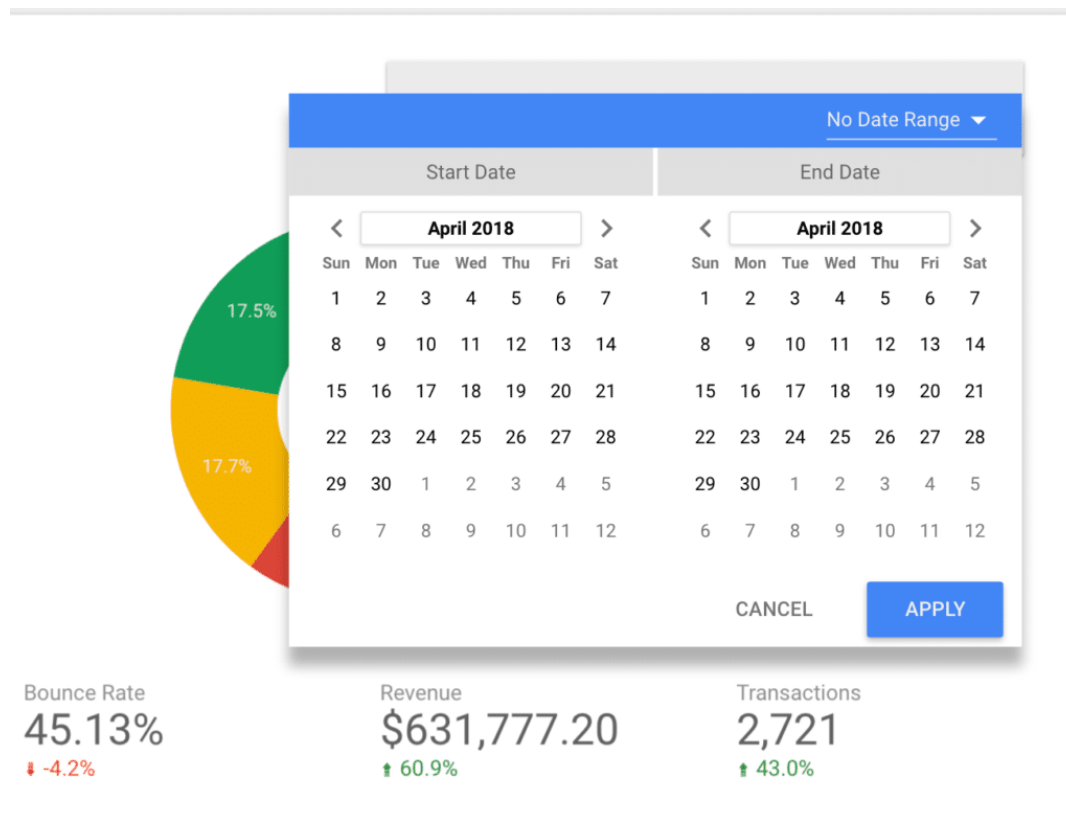 No Date Range
Start Date End Date
April 2018 April 2018
Sun Mon Tue Wed Thu Fri Sat Sun Mon Tue Wed Thu Fri Sat
1 2 3 4 5 6 7 1 2 3 4 5 6 7
17.5%
8 9 10 11 12 13 14 8 9 10 11 12 13 14
15 16 17 18 19 20 21 15 16 17 18 19 20 21
22 23 24 25 26 27 28 22 23 24 25 26 27 28
17.7%
29 30 1 2 3 4 5 29 30 1 2 3 4 5
6 7 8 9 10 11 12 6 7 8 9 10 11 12
CANCEL APPLY
Bounce Rate Revenue Transactions
45.13% $631,777.20 2,721
-4.2% 60.9% 43.0%